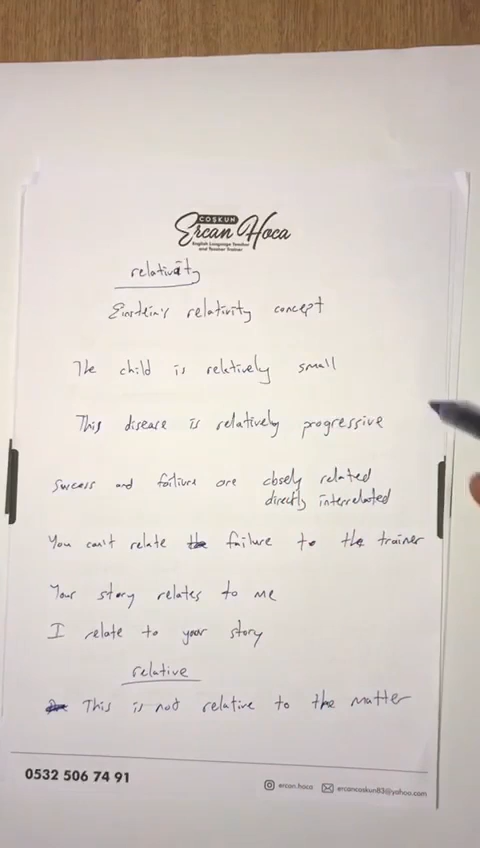 COŞKUN
Ercan Hoca
English Language Teacher
and Teacher Trainer
relativity
Einstein's relativity concept
The child is relatively small
This disease is relatively progressive
Success and failure are closely related
directly interrelated
You can't relate failure to the trainer
Your story relates to me
I relate to your story
relative
This is not relative to the matter
0532 506 74 91
ercan.hoca ercancoskun83@yahoo.com